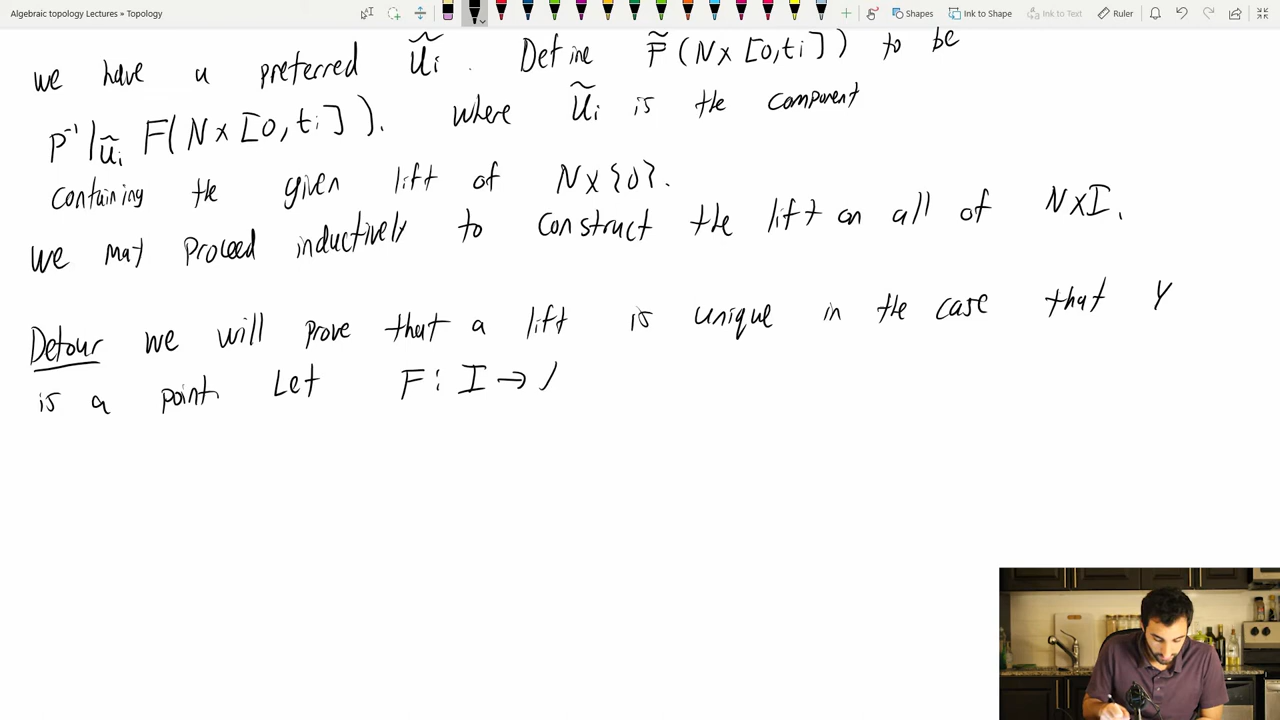 Algebraic topology Lectures » Topology
Shapes Ink to Shape Ink to Text Ruler
we have a preferred Ũi. Define F̃(N×[0,ti]) to be
P⁻¹|Ũi F(N×[0,ti]). where Ũi is the component
containing the given lift of N×{0}.
we may proceed inductively to construct the lift on all of N×I.
Detour we will prove that a lift is unique in the case that Y
is a point. Let F: I →